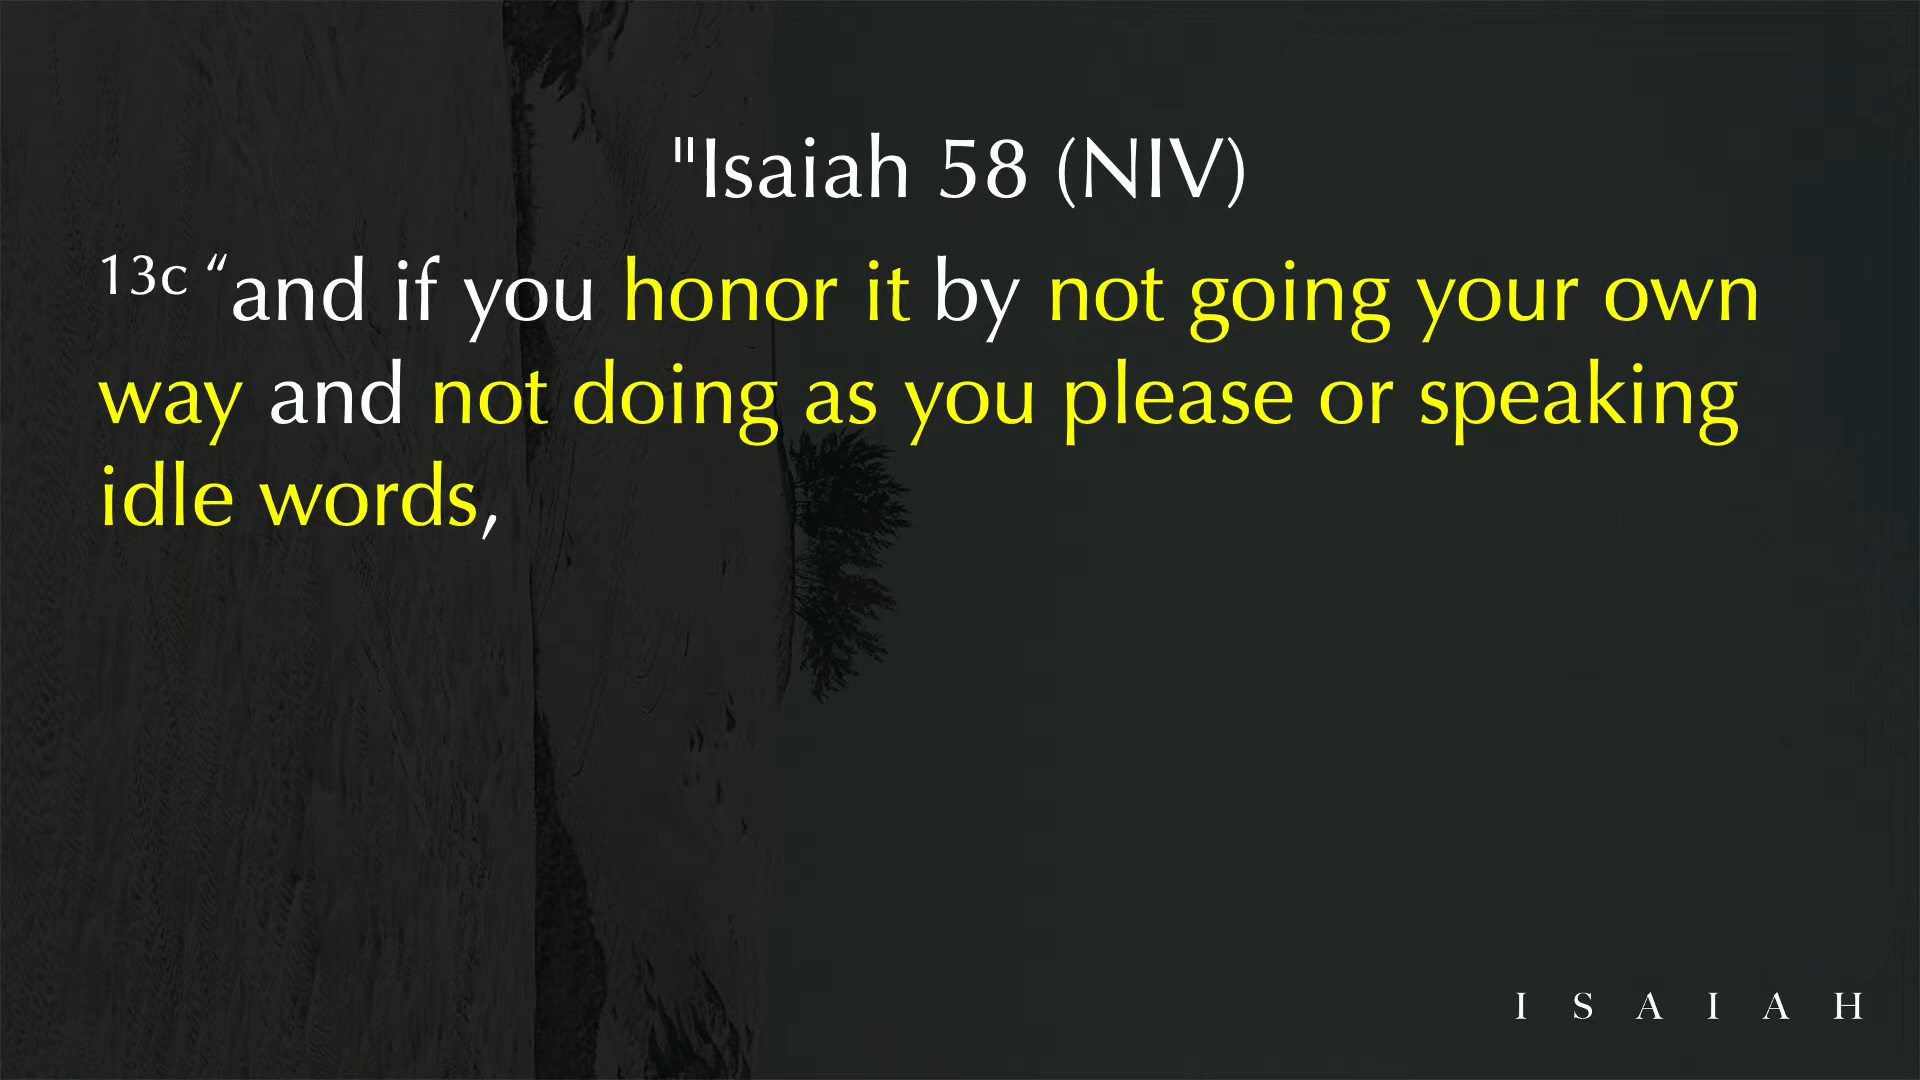 "Isaiah 58 (NIV)
13c “and if you honor it by not going your own
way and not doing as you please or speaking
idle words,
ISAIAH